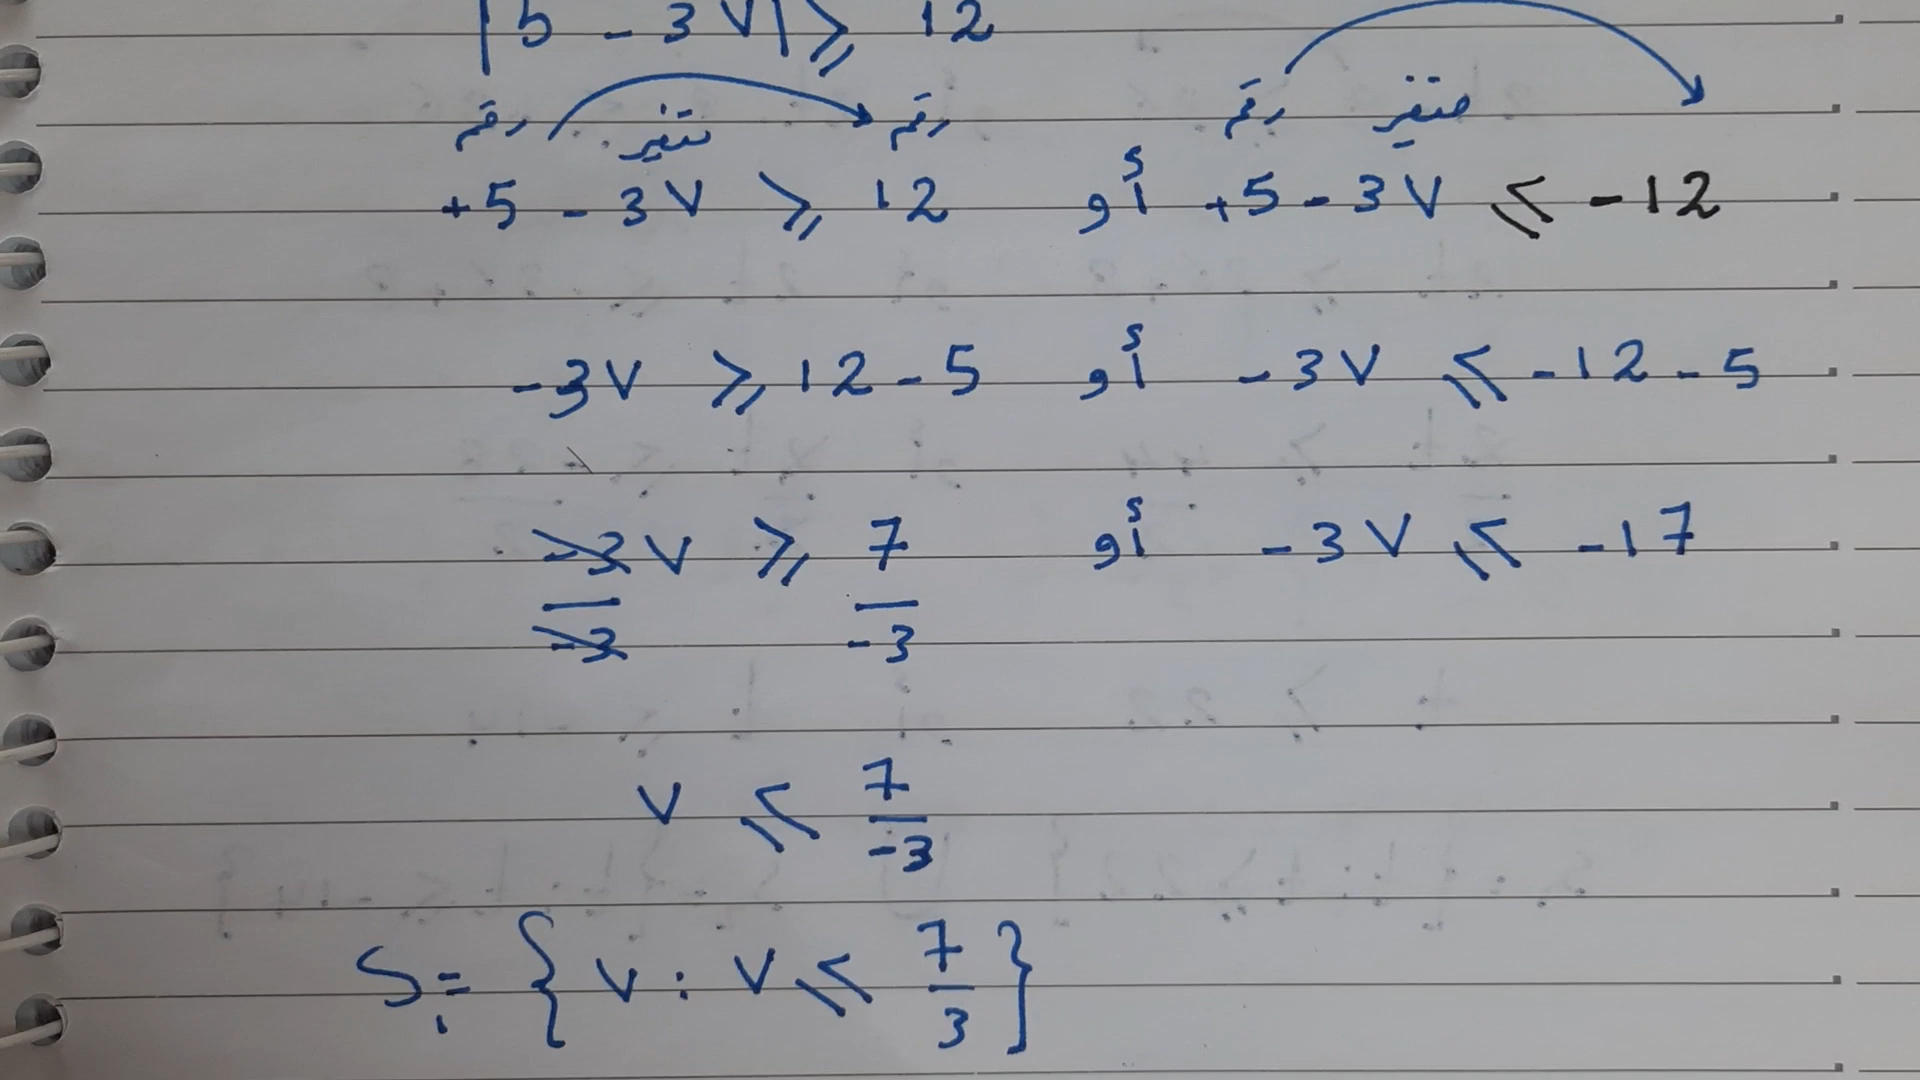 |5 - 3V| ⩾ 12
رقم متغير رقم رقم متغير
+5 - 3V ⩾ 12 أو +5 - 3V ⩽ -12
-3V ⩾ 12 - 5 أو -3V ⩽ -12 - 5
-3V ⩾ 7 أو -3V ⩽ -17
-3 -3
V ⩽ 7/-3
S₁ = { V : V ⩽ 7/3 }